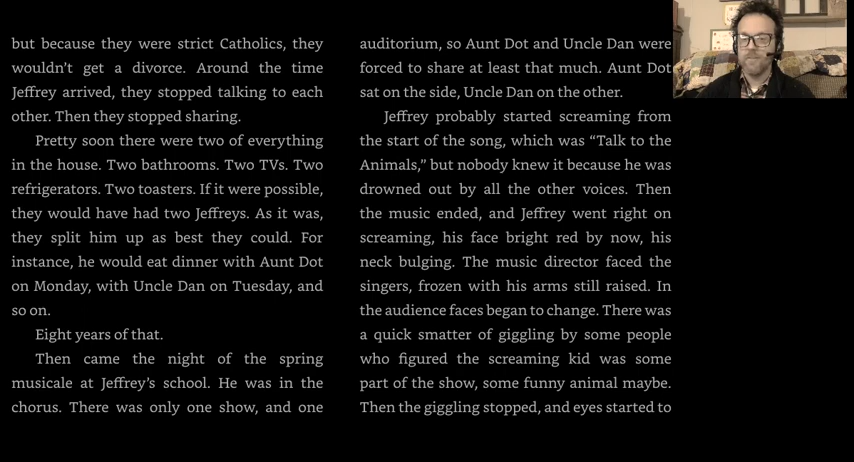 but because they were strict Catholics, they
wouldn't get a divorce. Around the time
Jeffrey arrived, they stopped talking to each
other. Then they stopped sharing.
Pretty soon there were two of everything
in the house. Two bathrooms. Two TVs. Two
refrigerators. Two toasters. If it were possible,
they would have had two Jeffreys. As it was,
they split him up as best they could. For
instance, he would eat dinner with Aunt Dot
on Monday, with Uncle Dan on Tuesday, and
so on.
Eight years of that.
Then came the night of the spring
musicale at Jeffrey's school. He was in the
chorus. There was only one show, and one
auditorium, so Aunt Dot and Uncle Dan were
forced to share at least that much. Aunt Dot
sat on the side, Uncle Dan on the other.
Jeffrey probably started screaming from
the start of the song, which was “Talk to the
Animals,” but nobody knew it because he was
drowned out by all the other voices. Then
the music ended, and Jeffrey went right on
screaming, his face bright red by now, his
neck bulging. The music director faced the
singers, frozen with his arms still raised. In
the audience faces began to change. There was
a quick smatter of giggling by some people
who figured the screaming kid was some
part of the show, some funny animal maybe.
Then the giggling stopped, and eyes started to